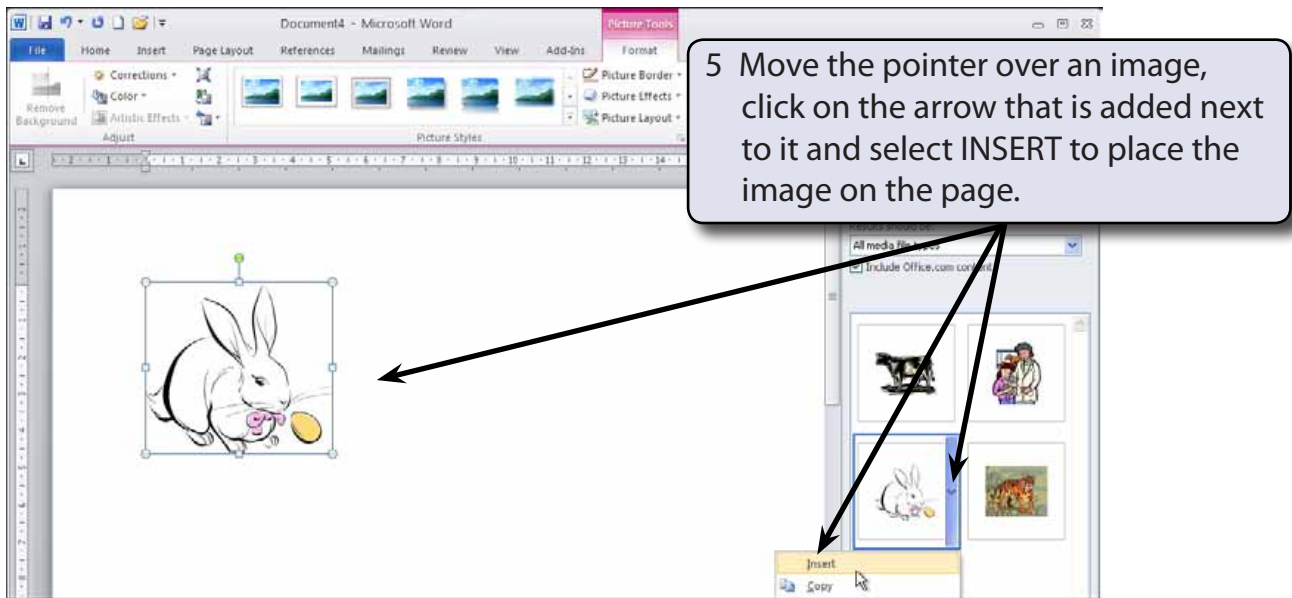 Document4 - Microsoft Word
Picture Tools
File Home Insert Page Layout References Mailings Review View Add-Ins Format
Remove Background
Corrections
Color
Artistic Effects
Adjust
Picture Styles
Picture Border
Picture Effects
Picture Layout
5 Move the pointer over an image,
click on the arrow that is added next
to it and select INSERT to place the
image on the page.
Results should be:
All media file types
Include Office.com content
Insert
Copy